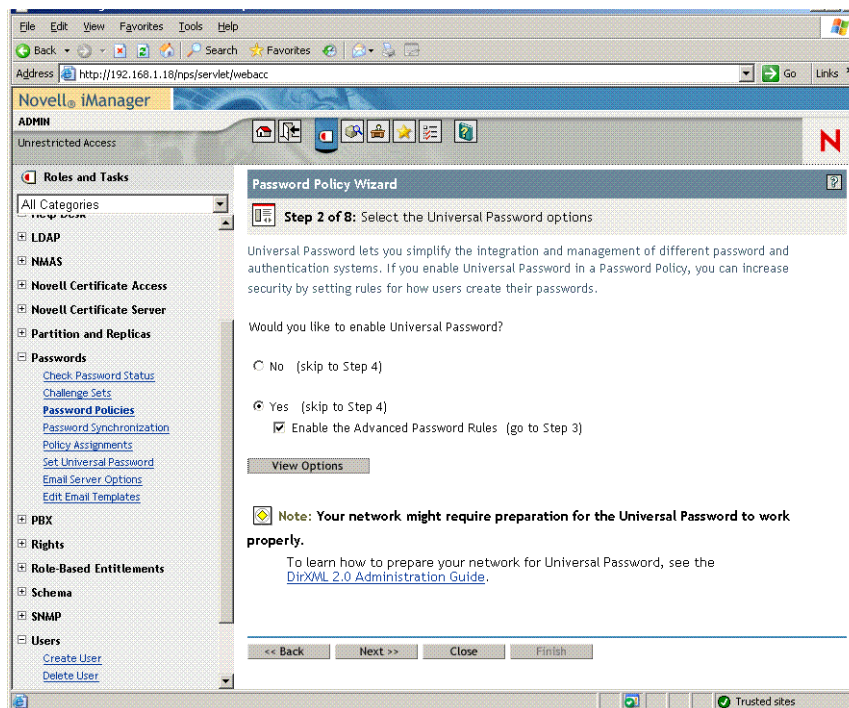 File Edit View Favorites Tools Help
Back Search Favorites
Address http://192.168.1.18/nps/servlet/webacc Go Links
Novell® iManager
ADMIN
Unrestricted Access
N
Roles and Tasks
All Categories
Help Desk
LDAP
NMAS
Novell Certificate Access
Novell Certificate Server
Partition and Replicas
Passwords
Check Password Status
Challenge Sets
Password Policies
Password Synchronization
Policy Assignments
Set Universal Password
Email Server Options
Edit Email Templates
PBX
Rights
Role-Based Entitlements
Schema
SNMP
Users
Create User
Delete User
Password Policy Wizard
?
Step 2 of 8: Select the Universal Password options
Universal Password lets you simplify the integration and management of different password and
authentication systems. If you enable Universal Password in a Password Policy, you can increase
security by setting rules for how users create their passwords.
Would you like to enable Universal Password?
No (skip to Step 4)
Yes (skip to Step 4)
Enable the Advanced Password Rules (go to Step 3)
View Options
Note: Your network might require preparation for the Universal Password to work
properly.
To learn how to prepare your network for Universal Password, see the
DirXML 2.0 Administration Guide.
<< Back Next >> Close Finish
Trusted sites